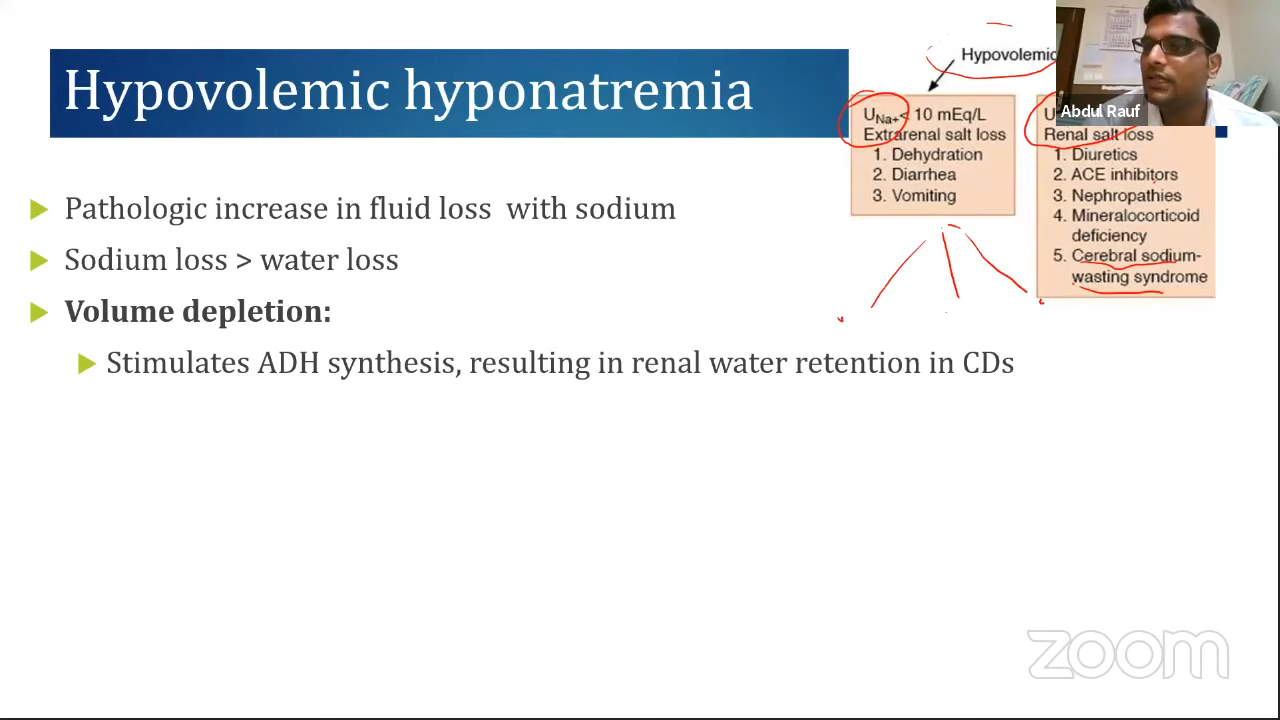 Hypovolemic hyponatremia
Pathologic increase in fluid loss with sodium
Sodium loss > water loss
Volume depletion:
Stimulates ADH synthesis, resulting in renal water retention in CDs
Hypovolemic
UNa+< 10 mEq/L
Extrarenal salt loss
1. Dehydration
2. Diarrhea
3. Vomiting
U
Renal salt loss
1. Diuretics
2. ACE inhibitors
3. Nephropathies
4. Mineralocorticoid
deficiency
5. Cerebral sodium-
wasting syndrome
Abdul Rauf
zoom